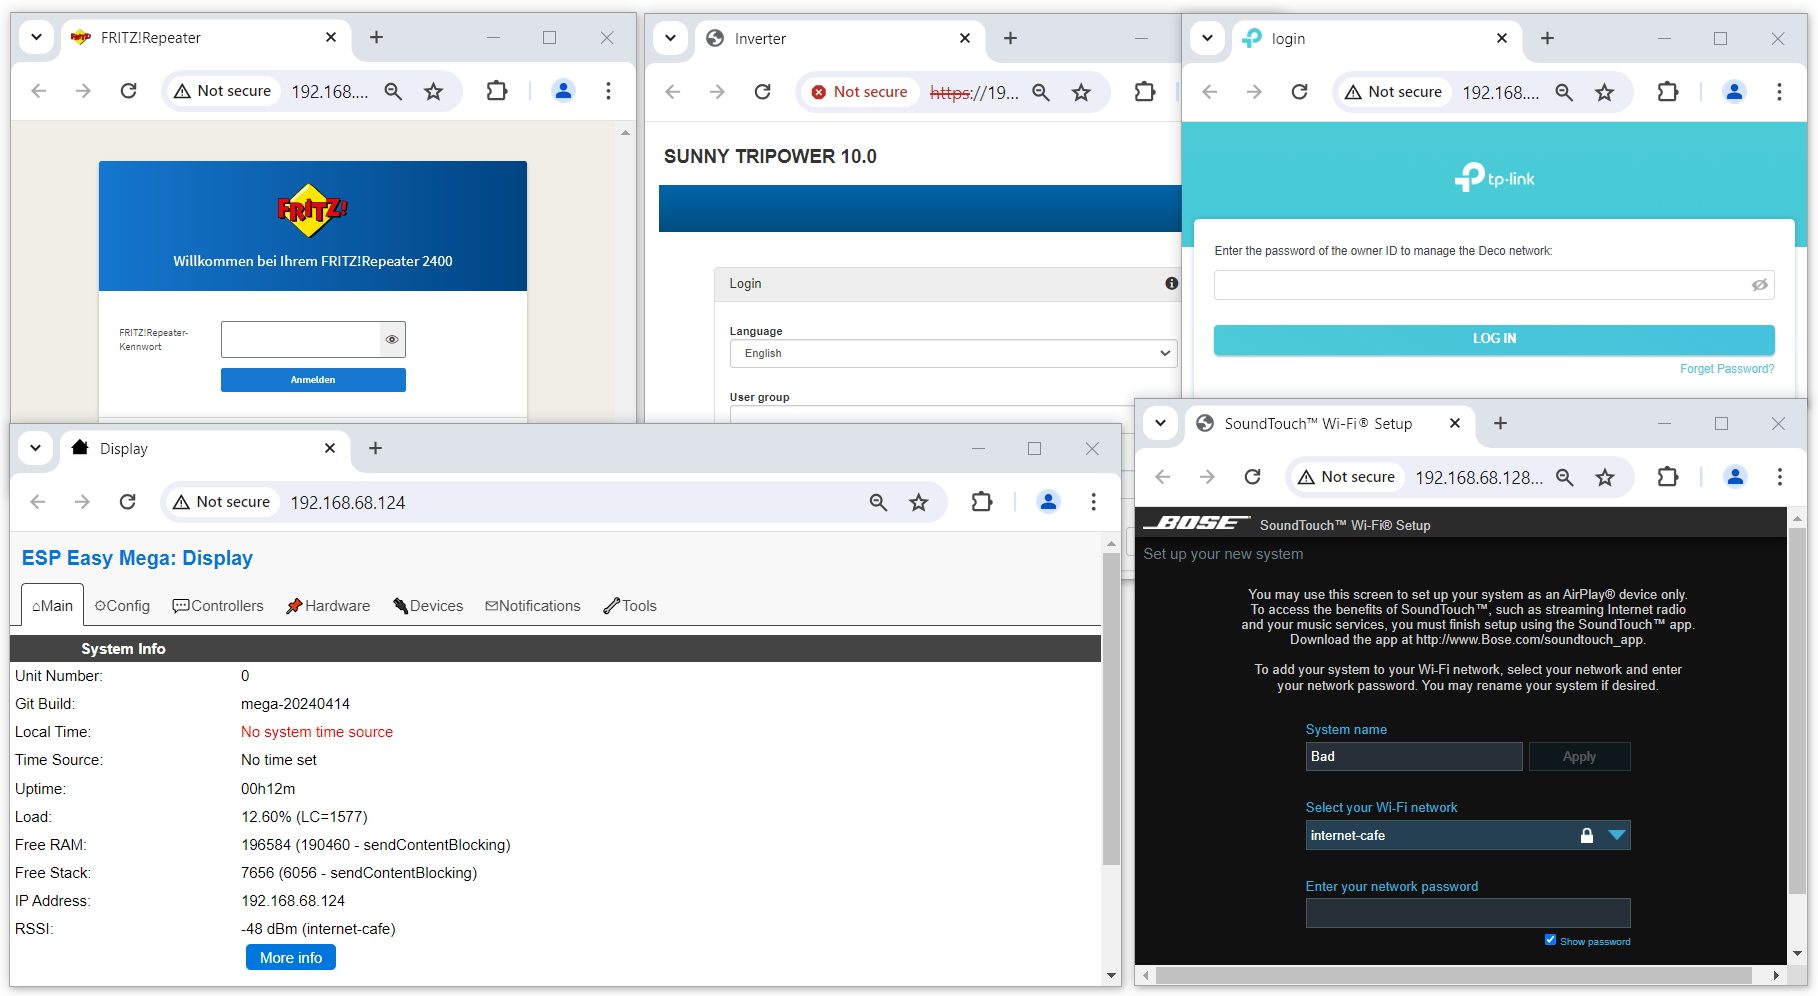 FRITZ!Repeater
Not secure
192.168....
FRITZ!
Willkommen bei Ihrem FRITZ!Repeater 2400
FRITZ!Repeater-
Kennwort
Anmelden
Inverter
Not secure
https://19...
SUNNY TRIPOWER 10.0
Login
Language
English
User group
login
Not secure
192.168....
tp-link
Enter the password of the owner ID to manage the Deco network:
LOG IN
Forget Password?
Display
Not secure
192.168.68.124
ESP Easy Mega: Display
Main
Config
Controllers
Hardware
Devices
Notifications
Tools
System Info
Unit Number: 0
Git Build: mega-20240414
Local Time: No system time source
Time Source: No time set
Uptime: 00h12m
Load: 12.60% (LC=1577)
Free RAM: 196584 (190460 - sendContentBlocking)
Free Stack: 7656 (6056 - sendContentBlocking)
IP Address: 192.168.68.124
RSSI: -48 dBm (internet-cafe)
More info
SoundTouch™ Wi-Fi® Setup
Not secure
192.168.68.128...
BOSE SoundTouch™ Wi-Fi® Setup
Set up your new system
You may use this screen to set up your system as an AirPlay® device only.
To access the benefits of SoundTouch™, such as streaming Internet radio
and your music services, you must finish setup using the SoundTouch™ app.
Download the app at http://www.Bose.com/soundtouch_app.
To add your system to your Wi-Fi network, select your network and enter
your network password. You may rename your system if desired.
System name
Bad
Apply
Select your Wi-Fi network
internet-cafe
Enter your network password
Show password